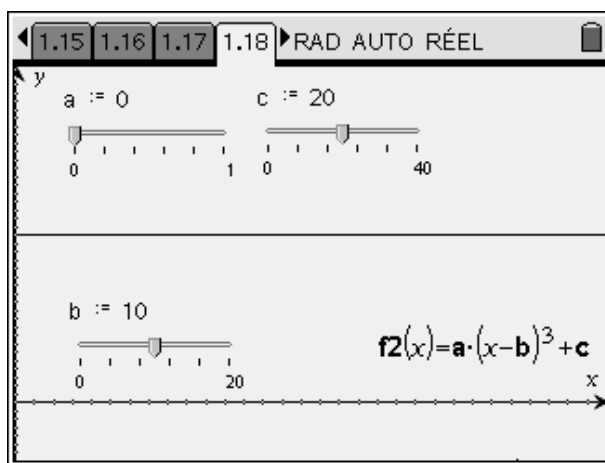 1.15 1.16 1.17 1.18 RAD AUTO RÉEL
y
a := 0 c := 20
0 1 0 40
b := 10
f2(x)=a·(x-b)³+c
0 20 x